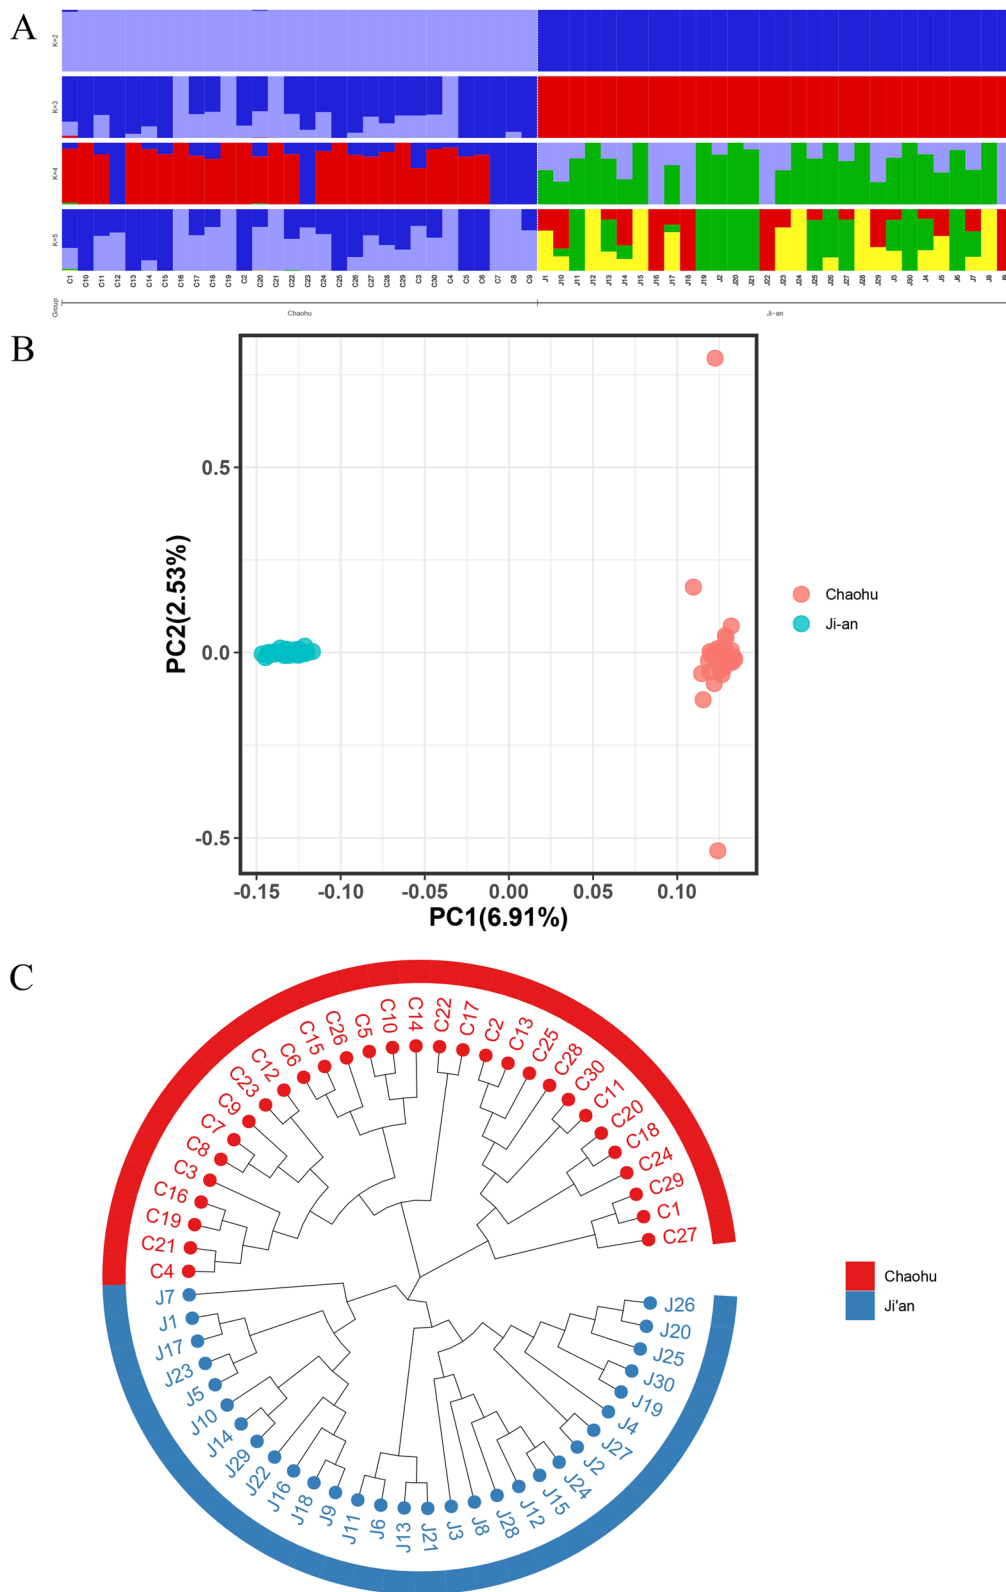 A
K=2
K=3
K=4
K=5
C1 C10 C11 C12 C13 C14 C15 C16 C17 C18 C19 C2 C20 C21 C22 C23 C24 C25 C26 C27 C28 C29 C3 C30 C4 C5 C6 C7 C8 C9 J1 J10 J11 J12 J13 J14 J15 J16 J17 J18 J19 J2 J20 J21 J22 J23 J24 J25 J26 J27 J28 J29 J3 J30 J4 J5 J6 J7 J8 J9
Group
Chaohu
Ji-an
B
PC2(2.53%)
0.5
0.0
-0.5
-0.15 -0.10 -0.05 0.00 0.05 0.10
PC1(6.91%)
Chaohu
Ji-an
C
C4
C21
C19
C16
C3
C8
C7
C9
C23
C12
C6
C15
C26
C5
C10
C14
C22
C17
C2
C13
C25
C28
C30
C11
C20
C18
C24
C29
C1
C27
J7
J1
J17
J23
J5
J10
J14
J29
J22
J16
J18
J9
J11
J6
J13
J21
J3
J8
J28
J12
J15
J24
J2
J27
J4
J19
J30
J25
J20
J26
Chaohu
Ji'an